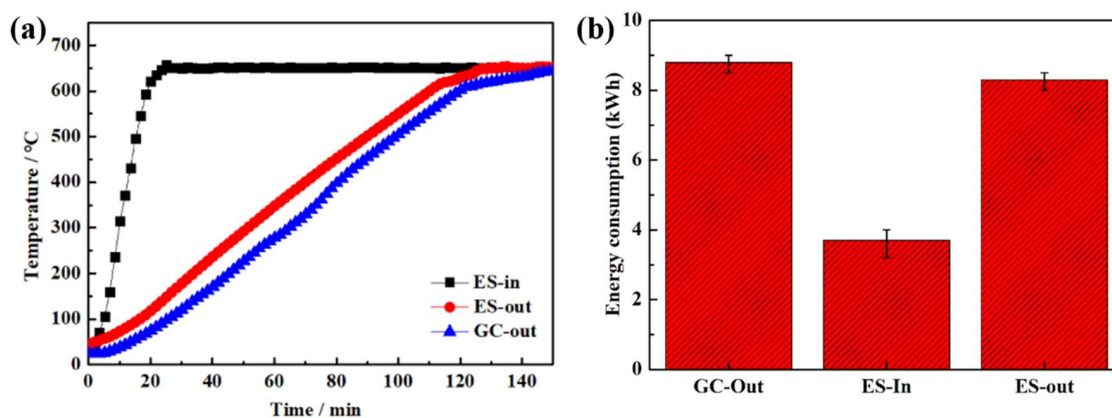 (a)
700
600
500
400
300
200
100
0
Temperature / °C
0 20 40 60 80 100 120 140
Time / min
ES-in
ES-out
GC-out
(b)
10
8
6
4
2
0
Energy consumption (kWh)
GC-Out ES-In ES-out